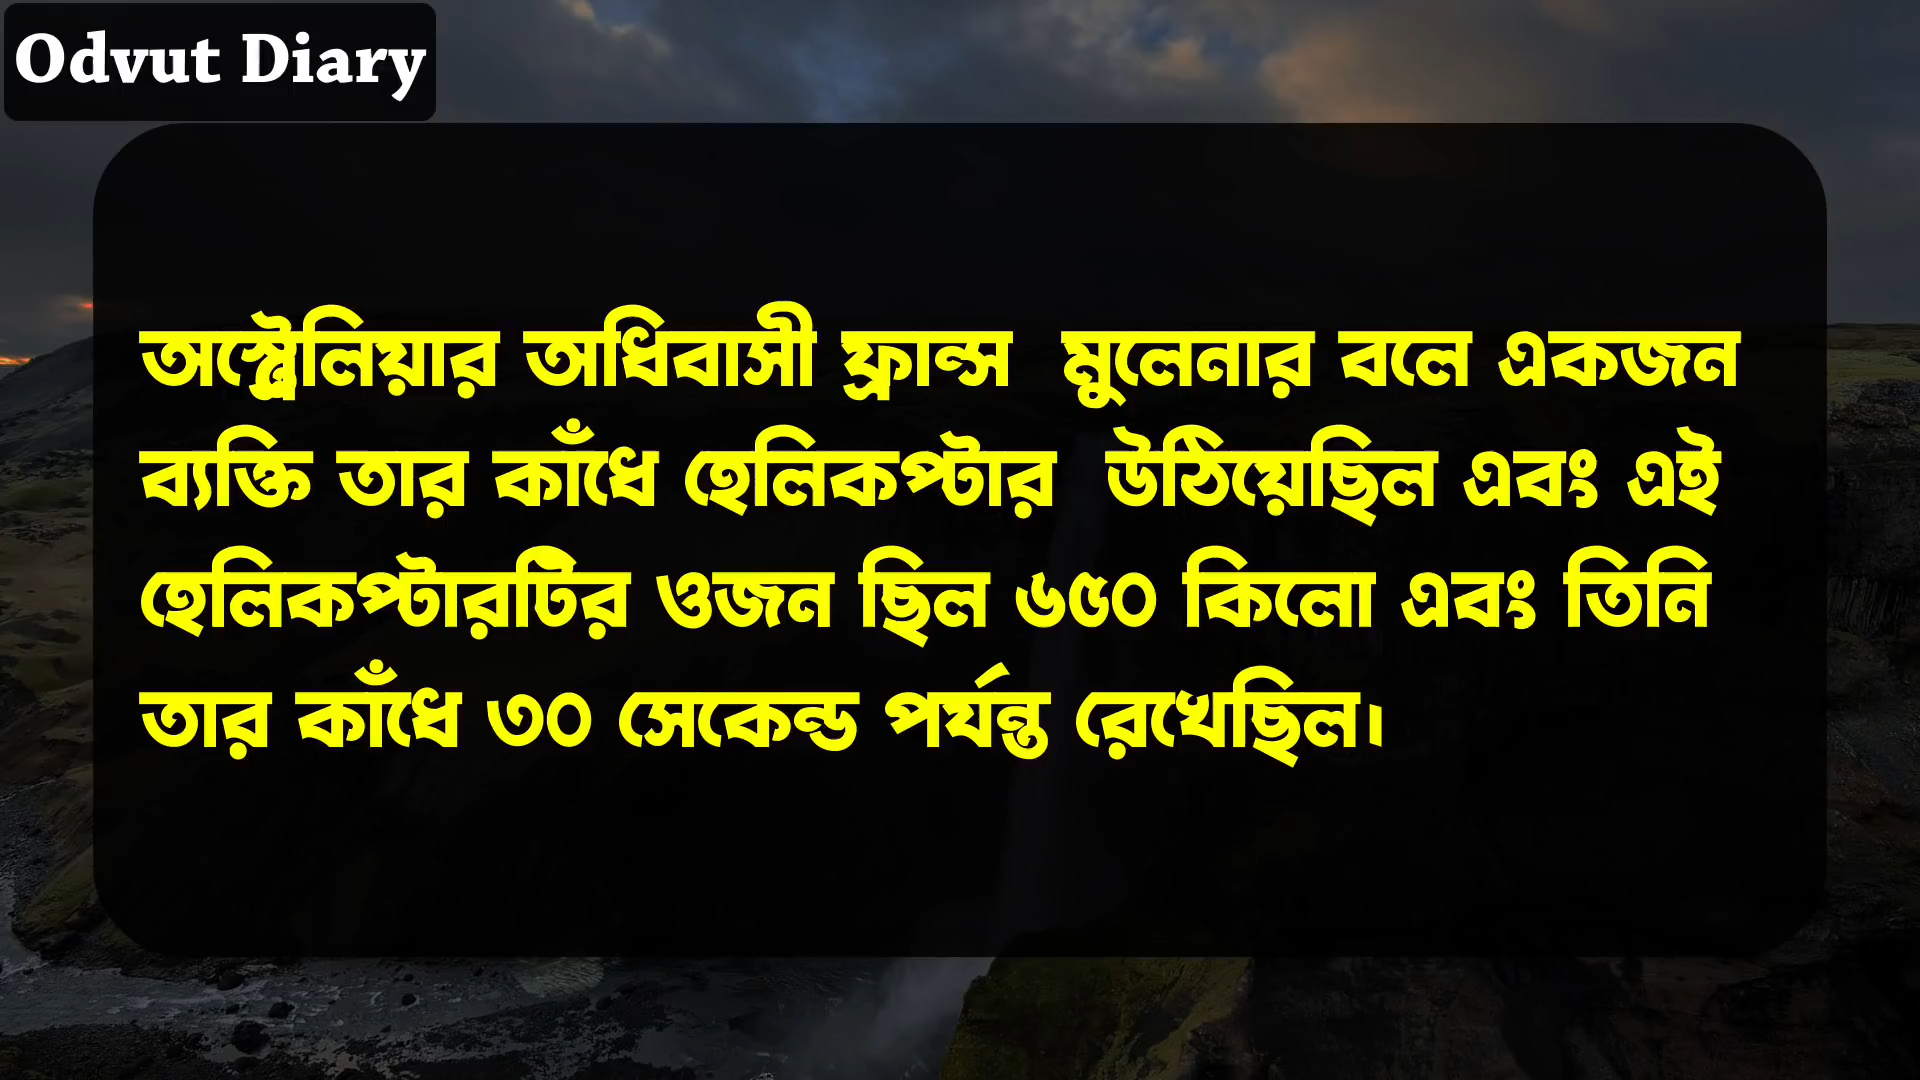 Odvut Diary
অস্ট্রেলিয়ার অধিবাসী ফ্রান্স মুলেনার বলে একজন
ব্যক্তি তার কাঁধে হেলিকপ্টার উঠিয়েছিল এবং এই
হেলিকপ্টারটির ওজন ছিল ৬৫০ কিলো এবং তিনি
তার কাঁধে ৩০ সেকেন্ড পর্যন্ত রেখেছিল।